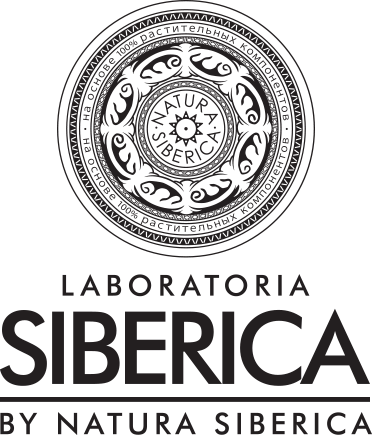 · на основе 100% растительных компонентов ·
на основе 100% растительных компонентов
NATURA
SIBERICA
LABORATORIA
SIBERICA
BY NATURA SIBERICA